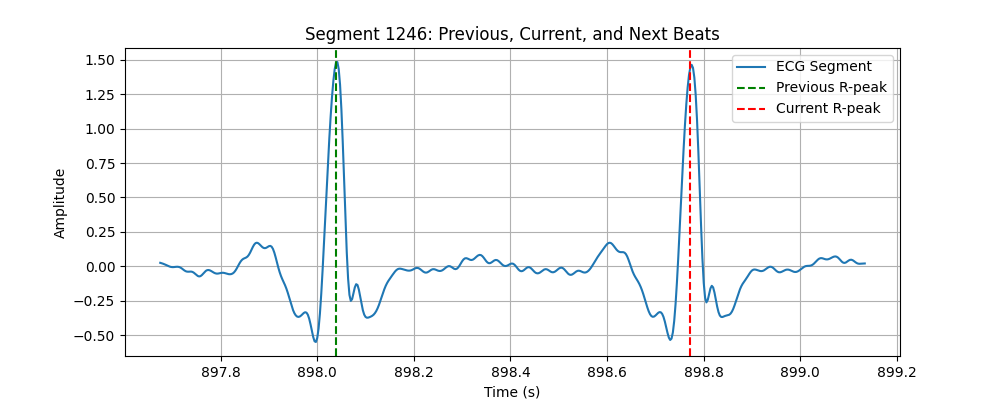 Segment 1246: Previous, Current, and Next Beats
ECG Segment
Previous R-peak
Current R-peak
1.50
1.25
1.00
0.75
0.50
0.25
0.00
−0.25
−0.50
Amplitude
897.8 898.0 898.2 898.4 898.6 898.8 899.0 899.2
Time (s)